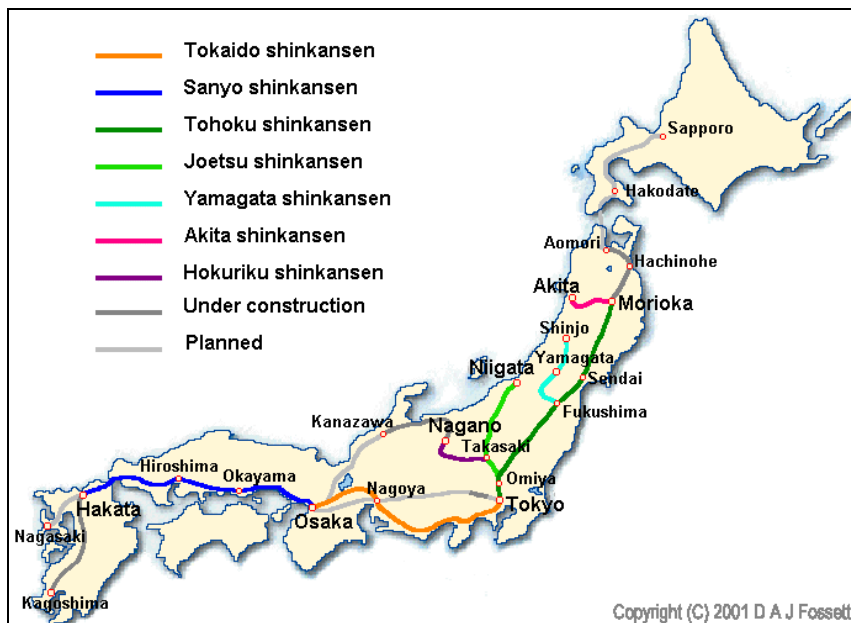 Tokaido shinkansen
Sanyo shinkansen
Tohoku shinkansen
Joetsu shinkansen
Yamagata shinkansen
Akita shinkansen
Hokuriku shinkansen
Under construction
Planned
Sapporo
Hakodate
Aomori
Hachinohe
Akita
Morioka
Shinjo
Yamagata
Niigata
Sendai
Fukushima
Kanazawa
Nagano
Takasaki
Hiroshima
Okayama
Omiya
Nagoya
Hakata
Osaka
Tokyo
Nagasaki
Kagoshima
Copyright (C) 2001 D A J Fossett